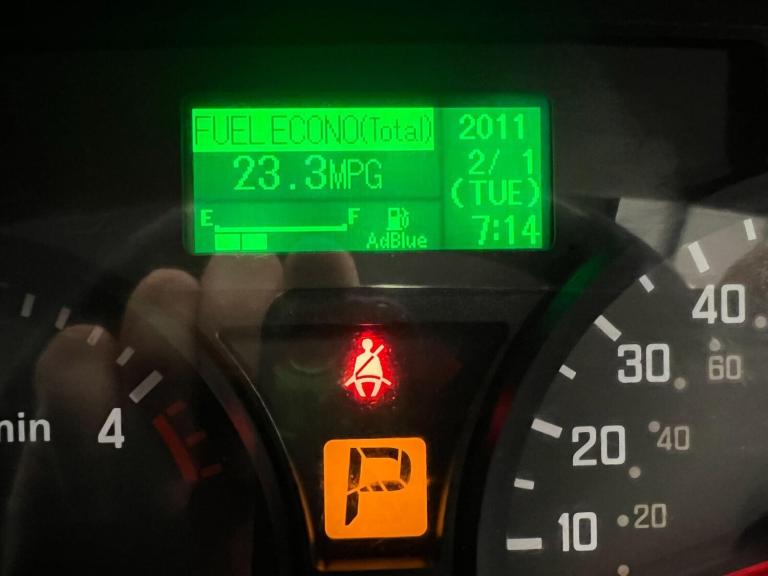 FUEL ECONO(Total)
23.3MPG
E F
AdBlue
2011
2/ 1
(TUE)
7:14
min
4
P
40
30
60
20
40
10
20